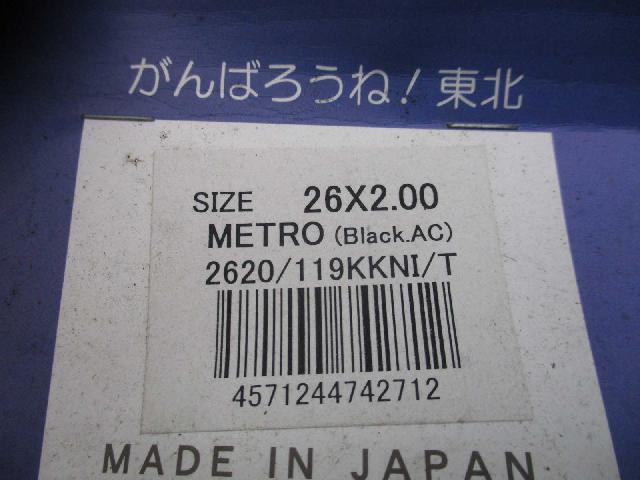 がんばろうね！東北
SIZE 26X2.00
METRO (Black.AC)
2620/119KKNI/T
4571244742712
MADE IN JAPAN